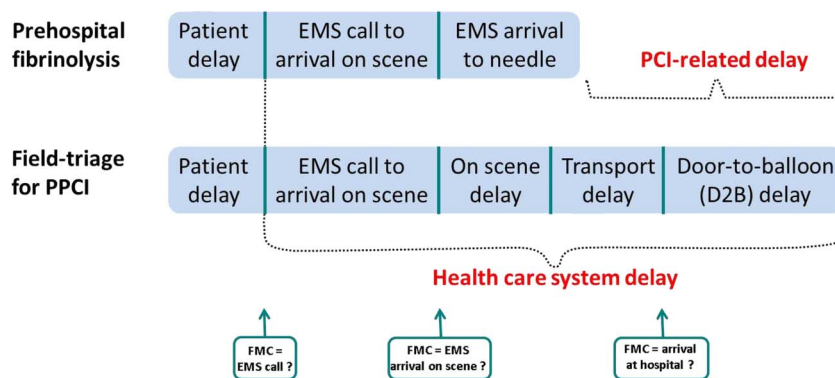 Prehospital
fibrinolysis
Patient
delay
EMS call to
arrival on scene
EMS arrival
to needle
PCI-related delay
Field-triage
for PPCI
Patient
delay
EMS call to
arrival on scene
On scene
delay
Transport
delay
Door-to-balloon
(D2B) delay
Health care system delay
FMC =
EMS call ?
FMC = EMS
arrival on scene ?
FMC = arrival
at hospital ?